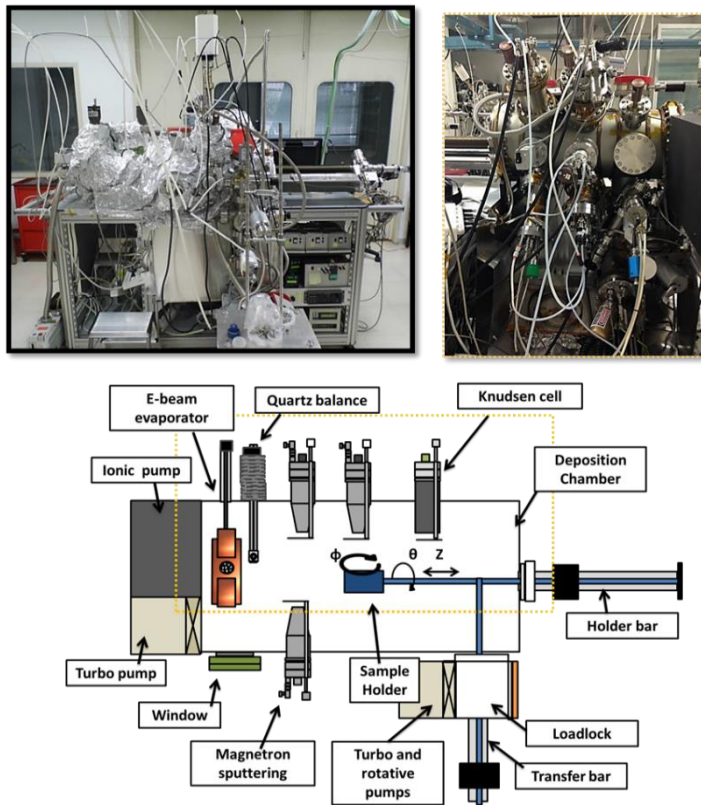 E-beam
evaporator
Quartz balance
Knudsen cell
Ionic pump
Deposition
Chamber
ϕ
θ
Z
Holder bar
Turbo pump
Sample
Holder
Window
Loadlock
Magnetron
sputtering
Turbo and
rotative
pumps
Transfer bar